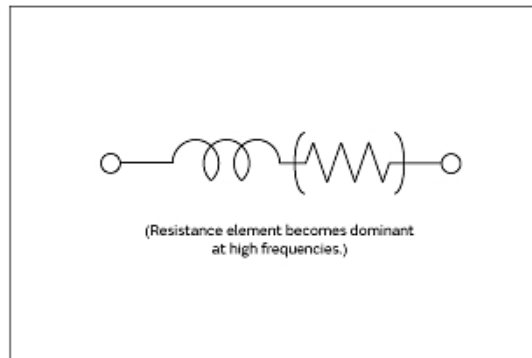 (Resistance element becomes dominant
at high frequencies.)